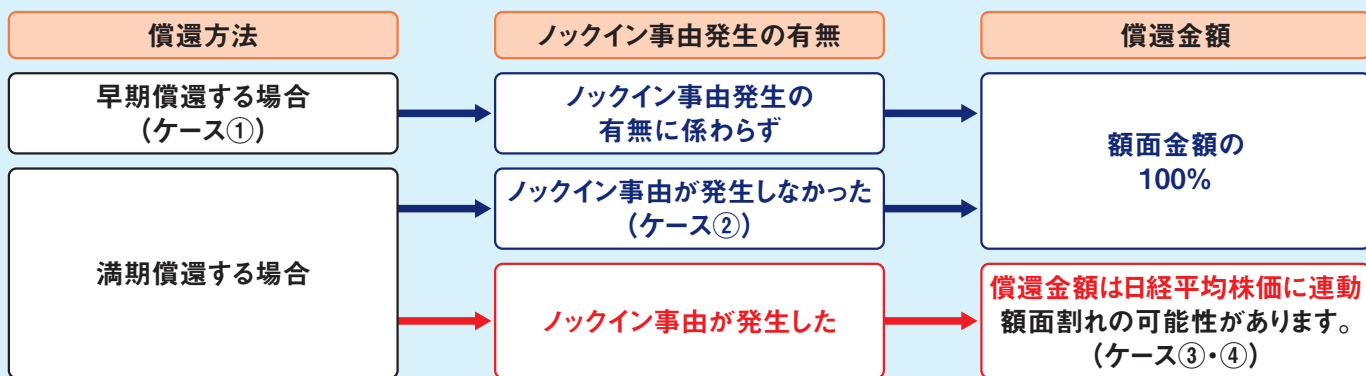 償還方法
ノックイン事由発生の有無
償還金額
早期償還する場合
(ケース①)
ノックイン事由発生の
有無に係わらず
額面金額の
100%
満期償還する場合
ノックイン事由が発生しなかった
(ケース②)
ノックイン事由が発生した
償還金額は日経平均株価に連動
額面割れの可能性があります。
(ケース③・④)